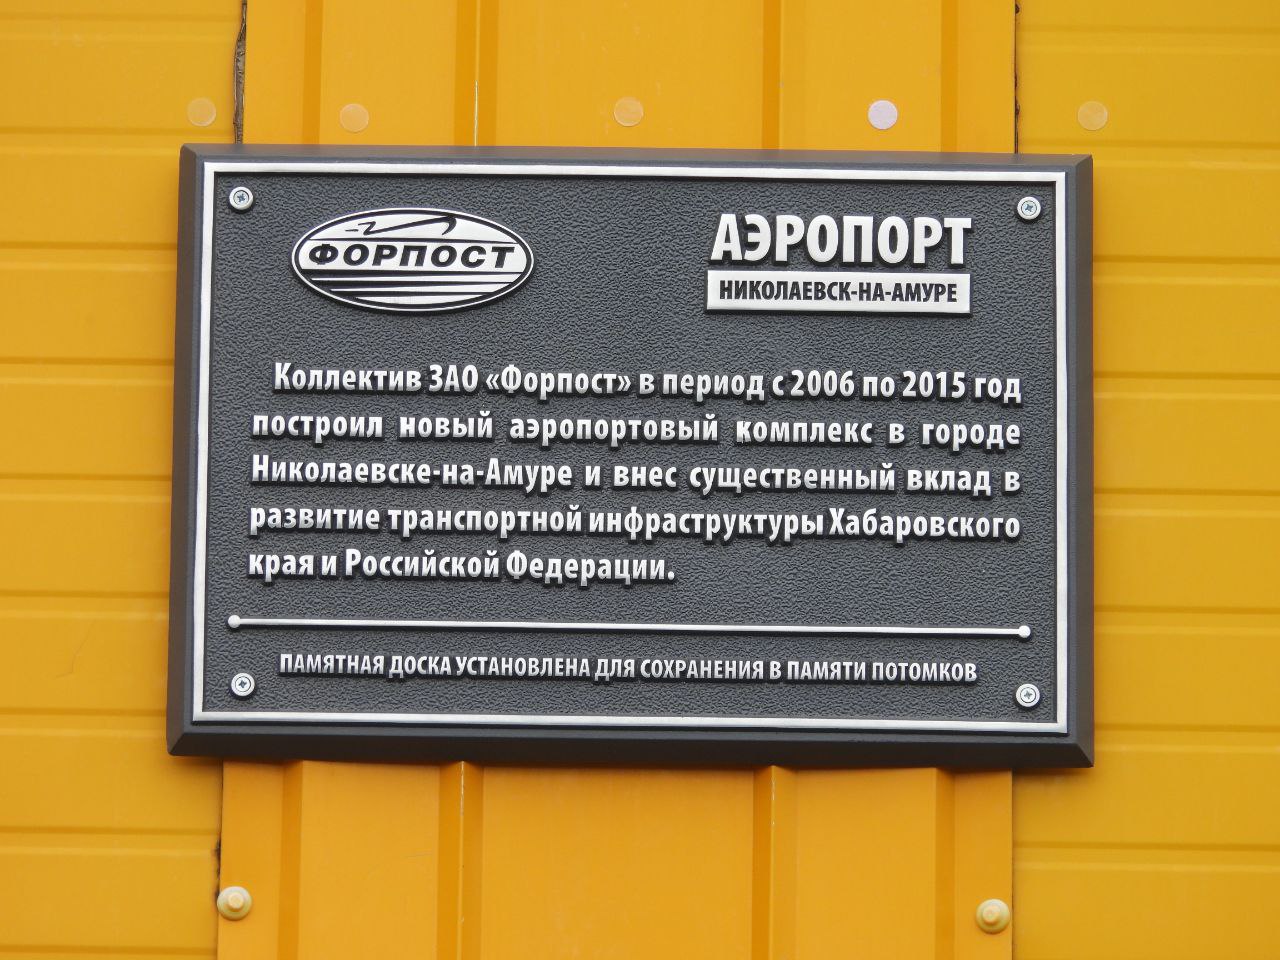 ФОРПОСТ
АЭРОПОРТ
НИКОЛАЕВСК-НА-АМУРЕ
Коллектив ЗАО «Форпост» в период с 2006 по 2015 год
построил новый аэропортовый комплекс в городе
Николаевске-на-Амуре и внес существенный вклад в
развитие транспортной инфраструктуры Хабаровского
края и Российской Федерации.
ПАМЯТНАЯ ДОСКА УСТАНОВЛЕНА ДЛЯ СОХРАНЕНИЯ В ПАМЯТИ ПОТОМКОВ